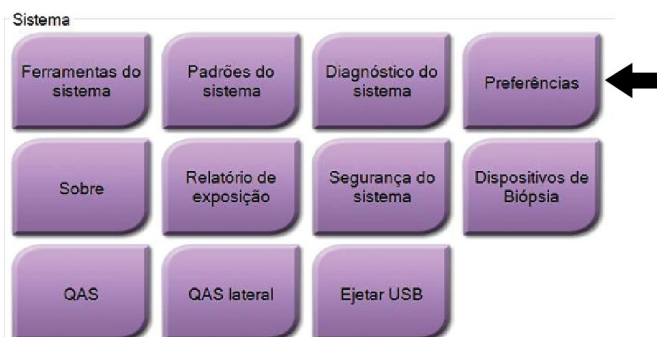 Sistema
Ferramentas do
sistema
Padrões do
sistema
Diagnóstico do
sistema
Preferências
Sobre
Relatório de
exposição
Segurança do
sistema
Dispositivos de
Biópsia
QAS
QAS lateral
Ejetar USB